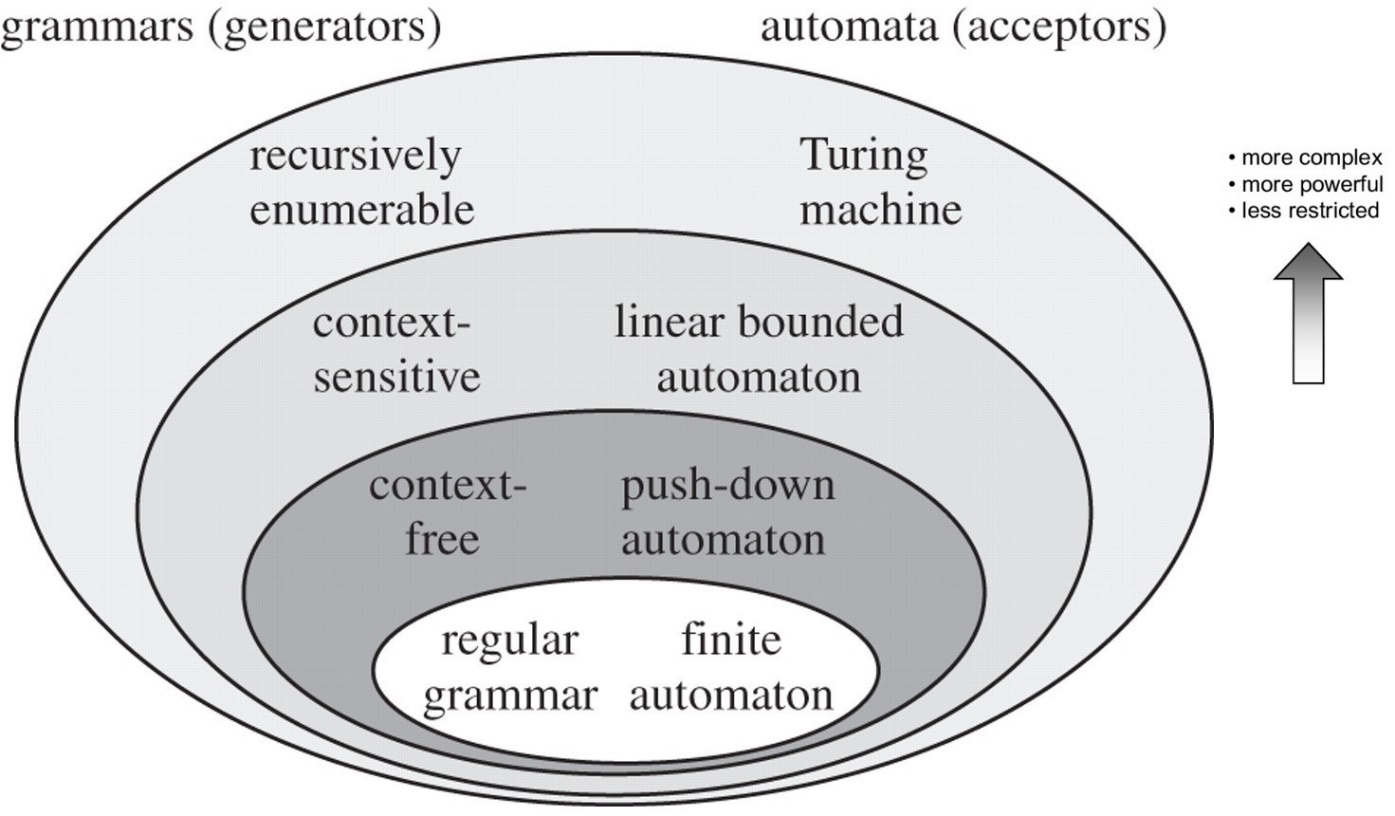 grammars (generators)
automata (acceptors)
recursively
enumerable
Turing
machine
• more complex
• more powerful
• less restricted
context-
sensitive
linear bounded
automaton
context-
free
push-down
automaton
regular
grammar
finite
automaton